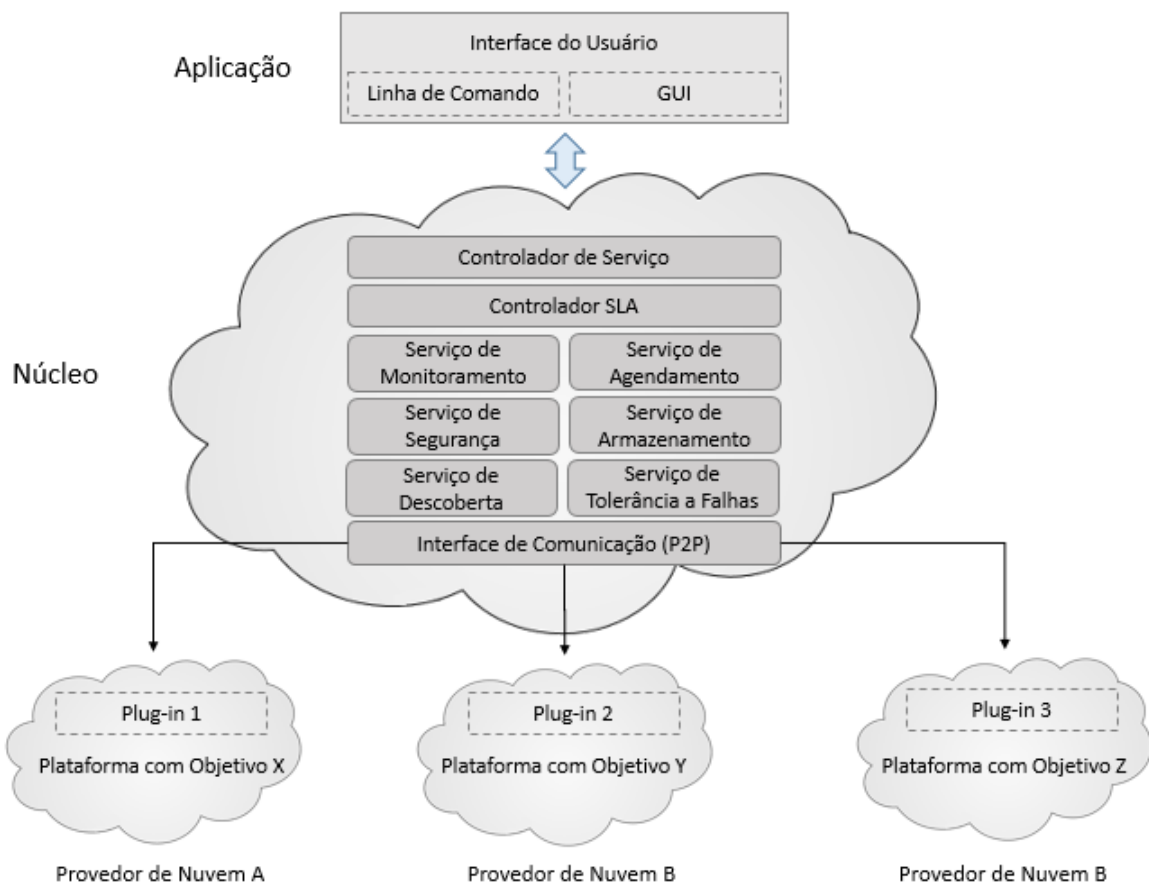 Aplicação
Interface do Usuário
Linha de Comando
GUI
Núcleo
Controlador de Serviço
Controlador SLA
Serviço de
Monitoramento
Serviço de
Agendamento
Serviço de
Segurança
Serviço de
Armazenamento
Serviço de
Descoberta
Serviço de
Tolerância a Falhas
Interface de Comunicação (P2P)
Plug-in 1
Plataforma com Objetivo X
Provedor de Nuvem A
Plug-in 2
Plataforma com Objetivo Y
Provedor de Nuvem B
Plug-in 3
Plataforma com Objetivo Z
Provedor de Nuvem B